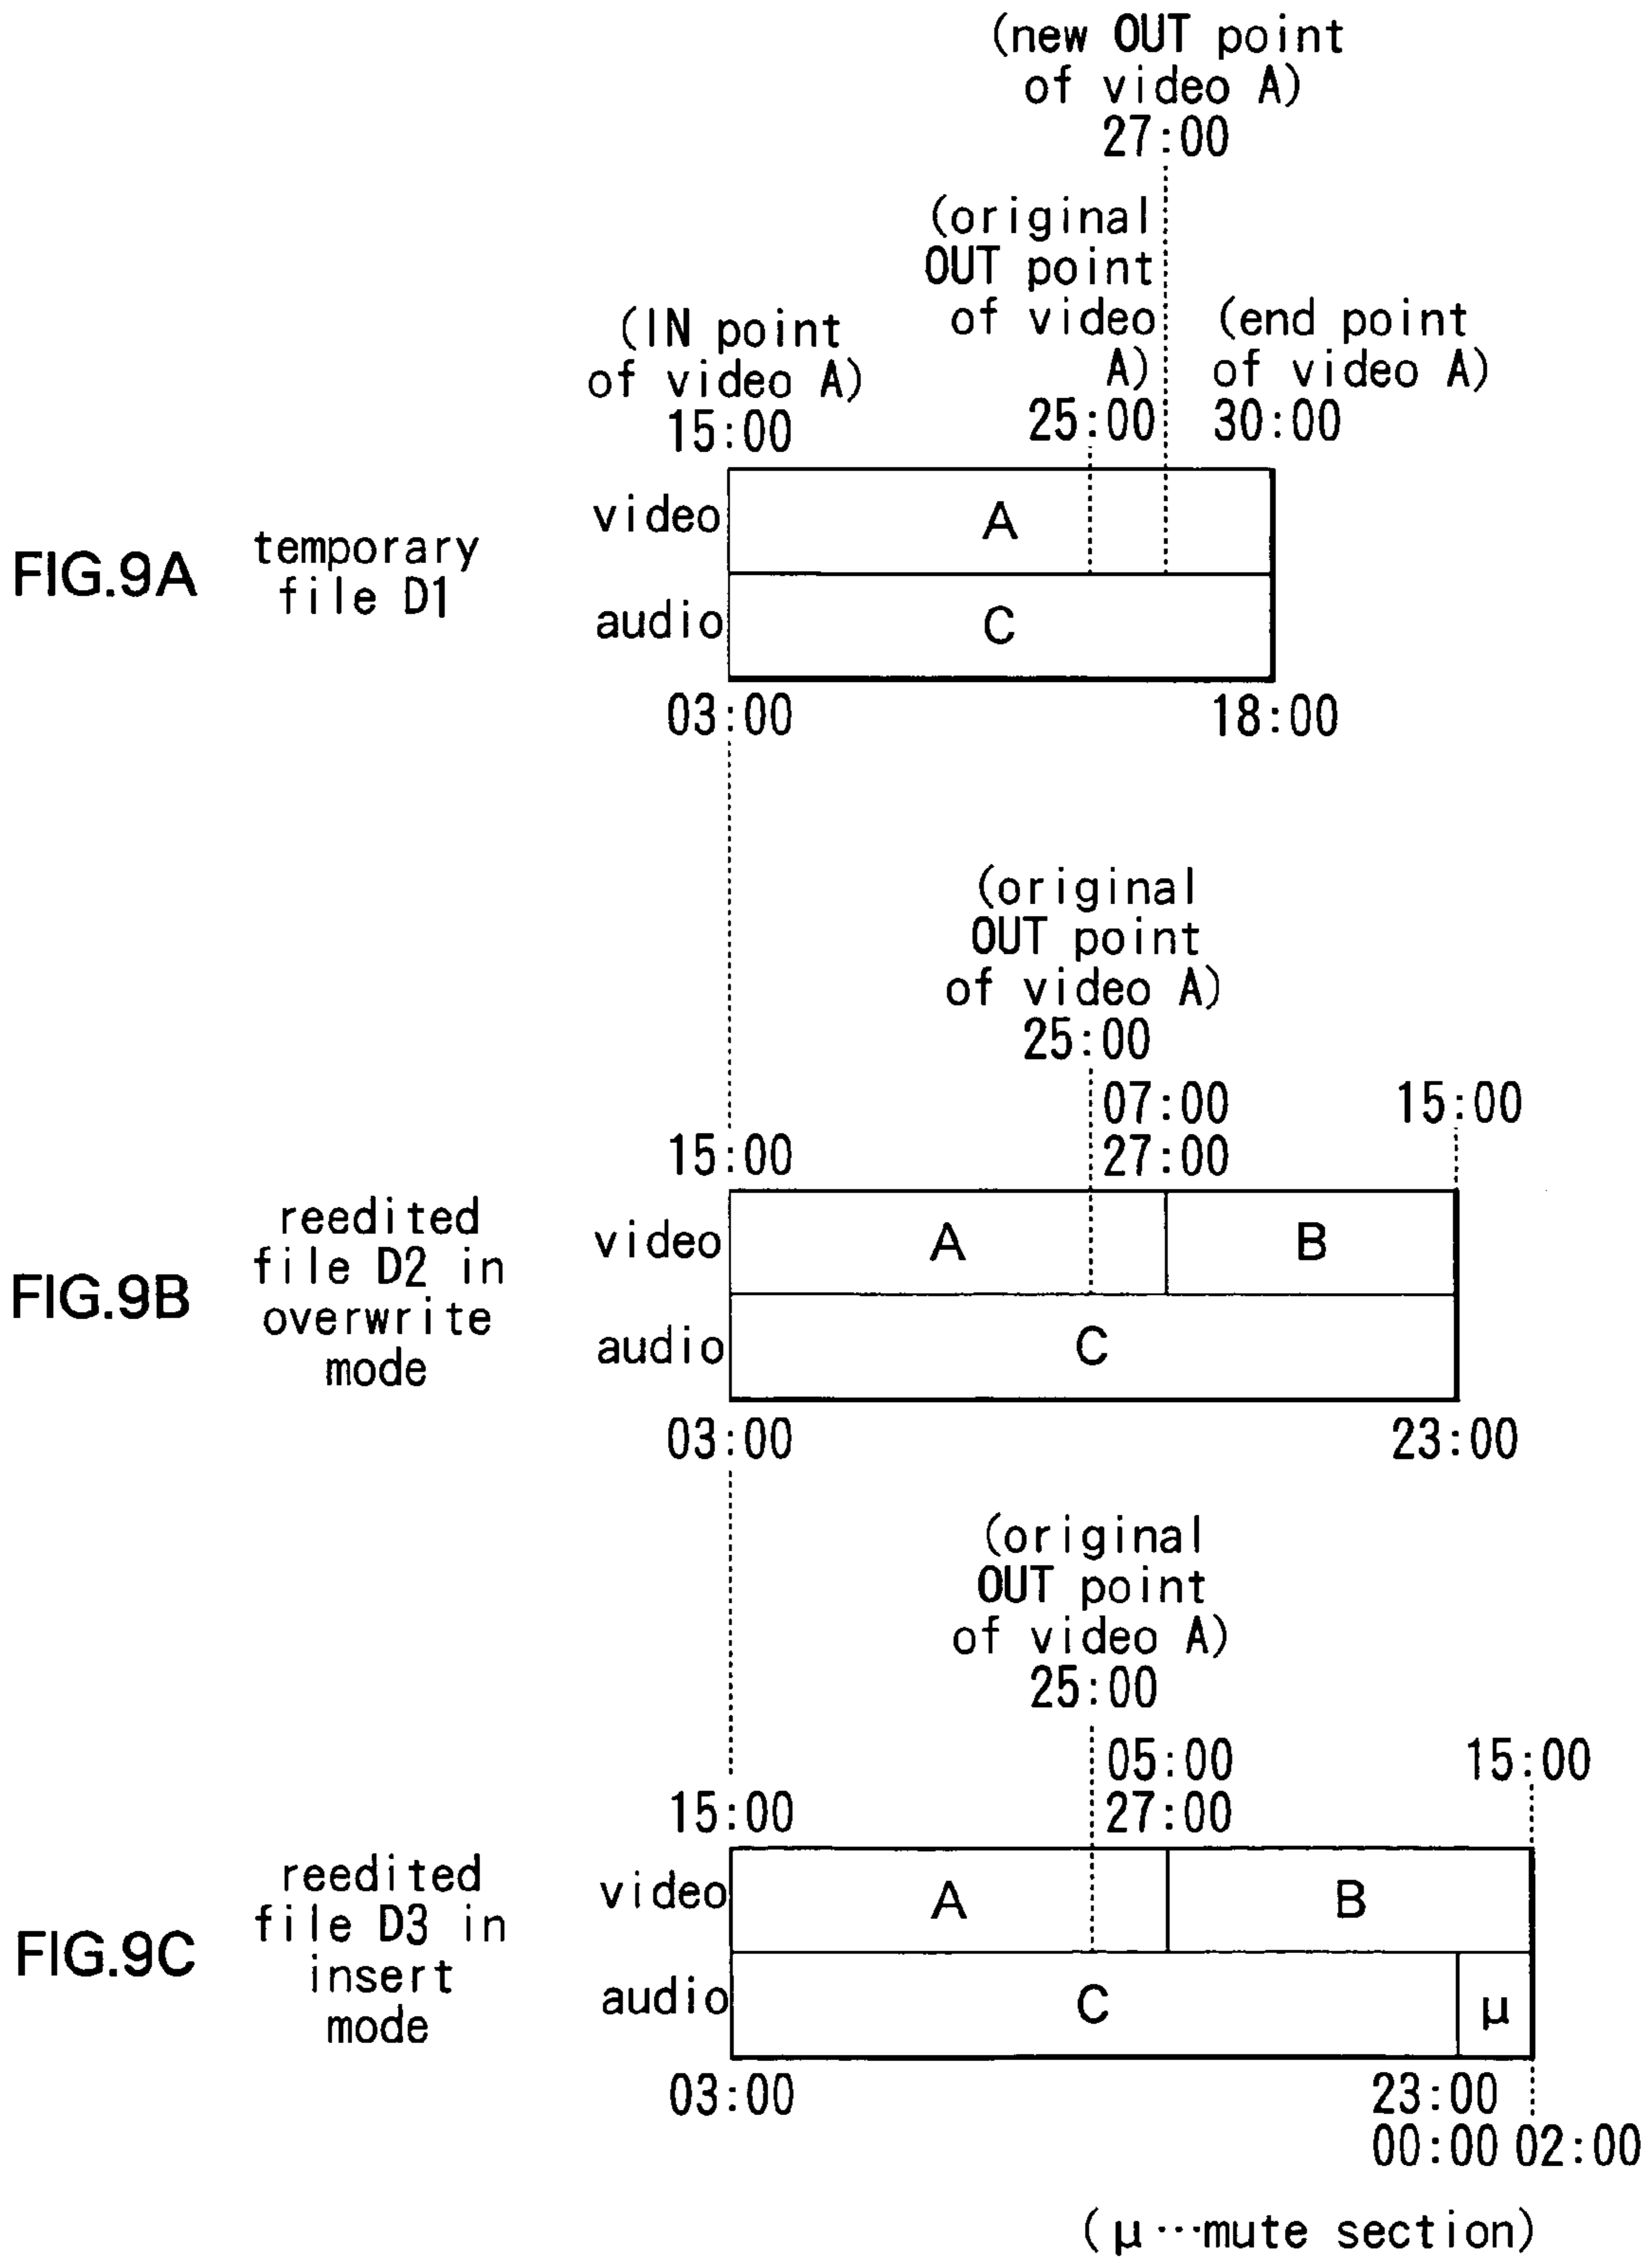 (new OUT point
of video A)
27:00
(original
OUT point
of video
A)
25:00
(IN point
of video A)
15:00
(end point
of video A)
30:00
FIG.9A
temporary
file D1
video
A
audio
C
03:00
18:00
(original
OUT point
of video A)
25:00
07:00
15:00
15:00
27:00
FIG.9B
reedited
file D2 in
overwrite
mode
video
A
B
audio
C
03:00
23:00
(original
OUT point
of video A)
25:00
05:00
15:00
15:00
27:00
FIG.9C
reedited
file D3 in
insert
mode
video
A
B
audio
C
μ
03:00
23:00
00:00 02:00
(μ…mute section)